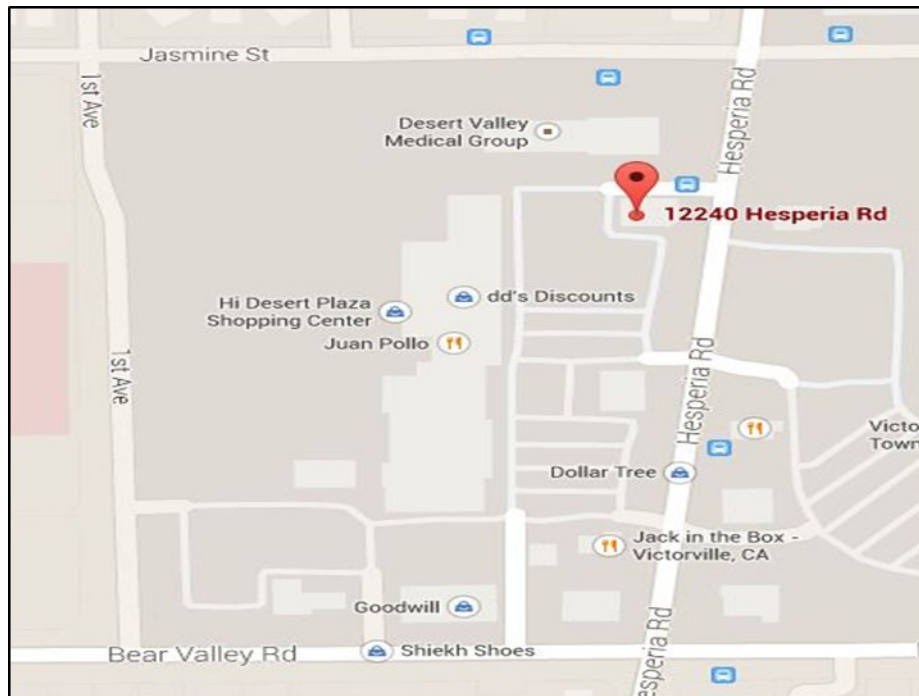 Jasmine St
1st Ave
Hesperia Rd
Desert Valley
Medical Group
12240 Hesperia Rd
dd's Discounts
Hi Desert Plaza
Shopping Center
Juan Pollo
1st Ave
Hesperia Rd
Victo
Town
Dollar Tree
Jack in the Box -
Victorville, CA
Goodwill
Hesperia Rd
Bear Valley Rd
Shiekh Shoes